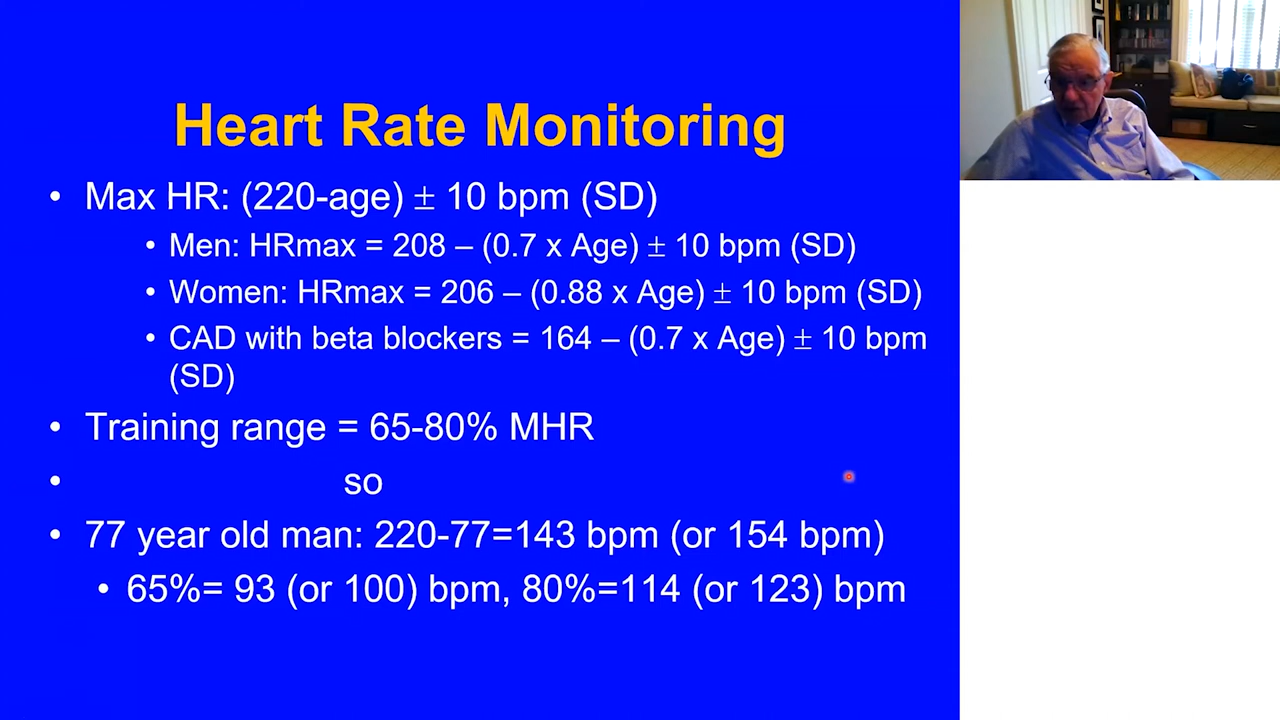 Heart Rate Monitoring
• Max HR: (220-age) ± 10 bpm (SD)
• Men: HRmax = 208 – (0.7 x Age) ± 10 bpm (SD)
• Women: HRmax = 206 – (0.88 x Age) ± 10 bpm (SD)
• CAD with beta blockers = 164 – (0.7 x Age) ± 10 bpm
(SD)
• Training range = 65-80% MHR
• so
• 77 year old man: 220-77=143 bpm (or 154 bpm)
• 65%= 93 (or 100) bpm, 80%=114 (or 123) bpm